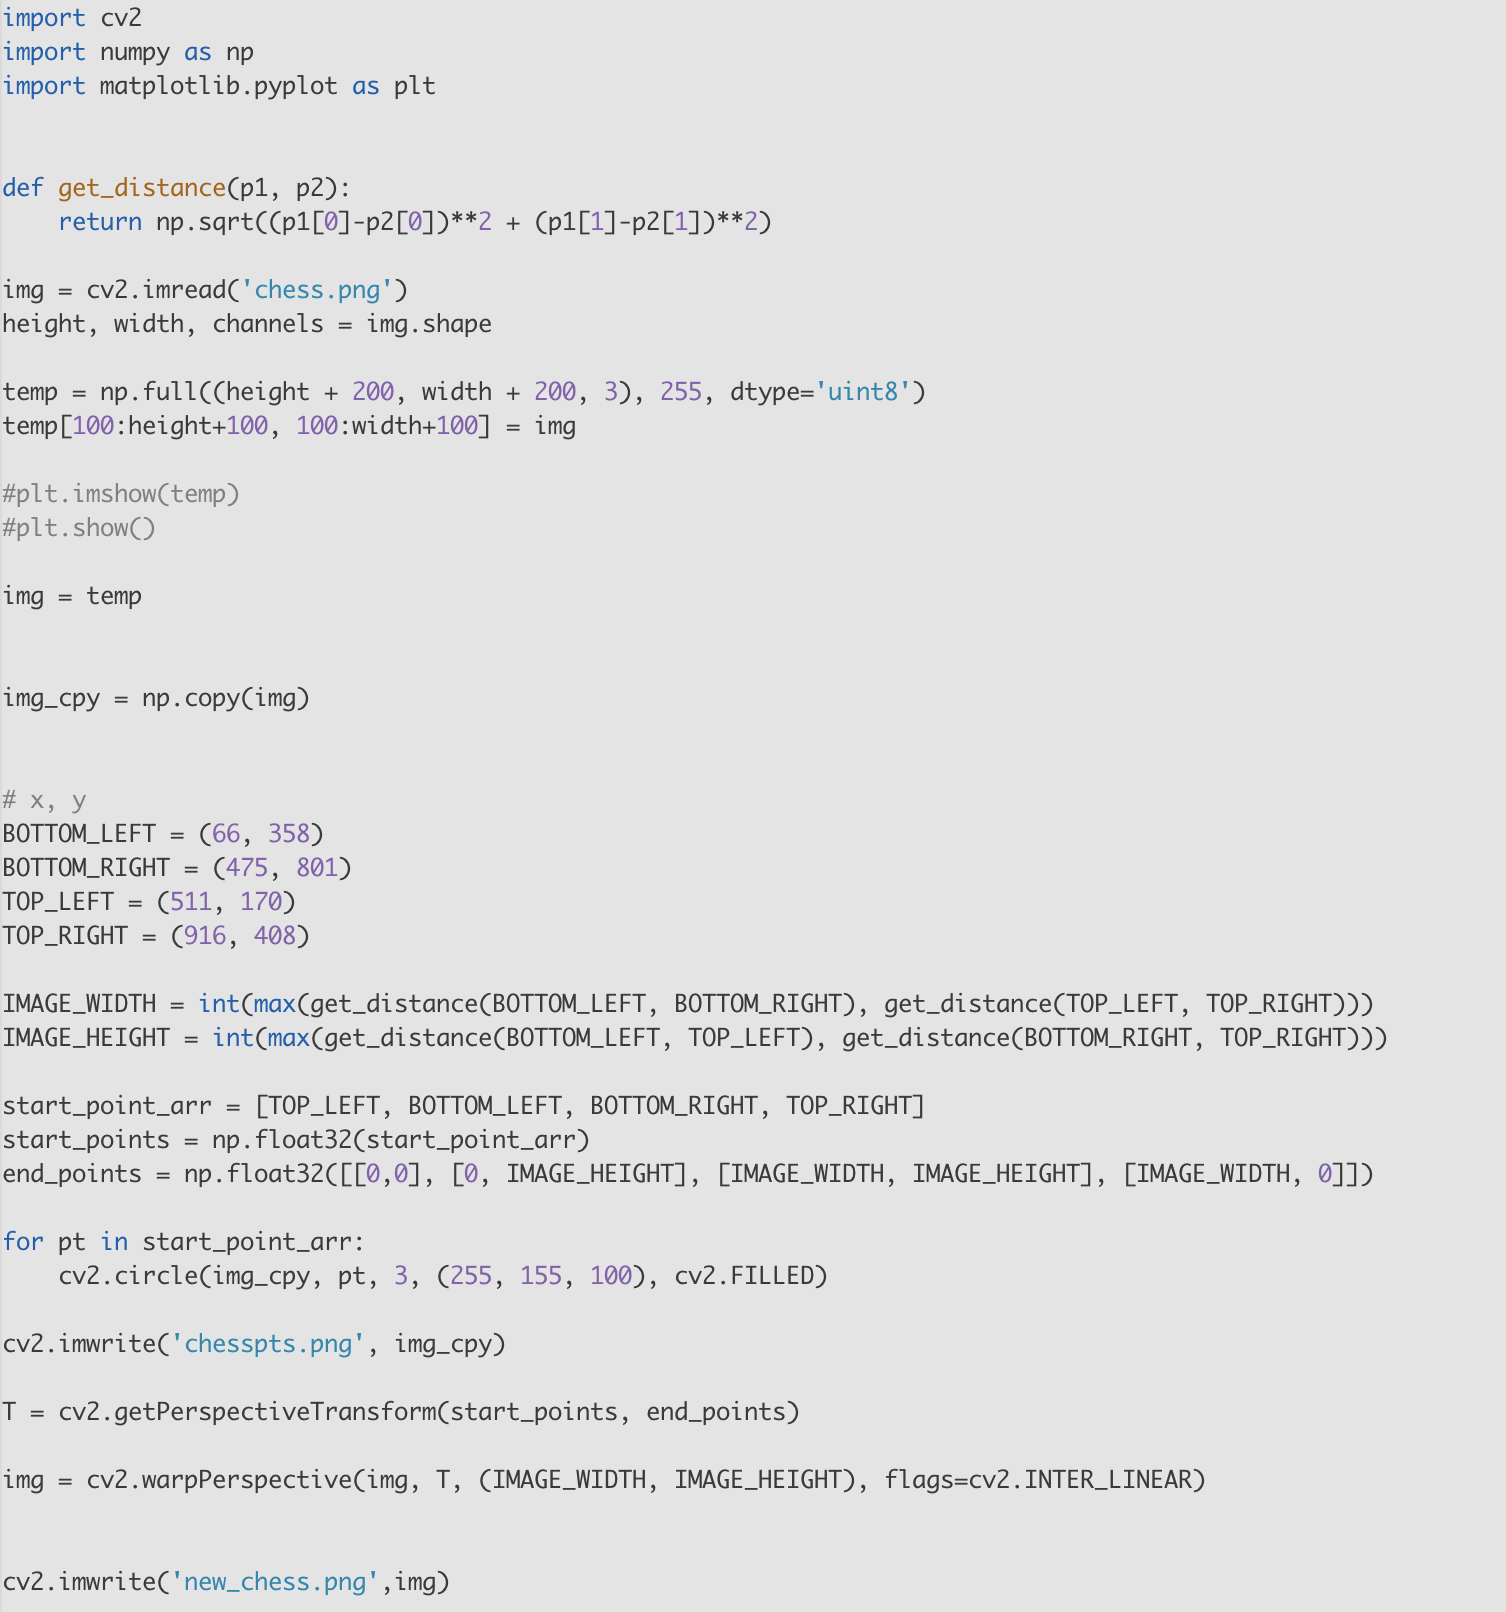 import cv2
import numpy as np
import matplotlib.pyplot as plt
def get_distance(p1, p2):
    return np.sqrt((p1[0]-p2[0])**2 + (p1[1]-p2[1])**2)
img = cv2.imread('chess.png')
height, width, channels = img.shape
temp = np.full((height + 200, width + 200, 3), 255, dtype='uint8')
temp[100:height+100, 100:width+100] = img
#plt.imshow(temp)
#plt.show()
img = temp
img_cpy = np.copy(img)
# x, y
BOTTOM_LEFT = (66, 358)
BOTTOM_RIGHT = (475, 801)
TOP_LEFT = (511, 170)
TOP_RIGHT = (916, 408)
IMAGE_WIDTH = int(max(get_distance(BOTTOM_LEFT, BOTTOM_RIGHT), get_distance(TOP_LEFT, TOP_RIGHT)))
IMAGE_HEIGHT = int(max(get_distance(BOTTOM_LEFT, TOP_LEFT), get_distance(BOTTOM_RIGHT, TOP_RIGHT)))
start_point_arr = [TOP_LEFT, BOTTOM_LEFT, BOTTOM_RIGHT, TOP_RIGHT]
start_points = np.float32(start_point_arr)
end_points = np.float32([[0,0], [0, IMAGE_HEIGHT], [IMAGE_WIDTH, IMAGE_HEIGHT], [IMAGE_WIDTH, 0]])
for pt in start_point_arr:
    cv2.circle(img_cpy, pt, 3, (255, 155, 100), cv2.FILLED)
cv2.imwrite('chesspts.png', img_cpy)
T = cv2.getPerspectiveTransform(start_points, end_points)
img = cv2.warpPerspective(img, T, (IMAGE_WIDTH, IMAGE_HEIGHT), flags=cv2.INTER_LINEAR)
cv2.imwrite('new_chess.png',img)